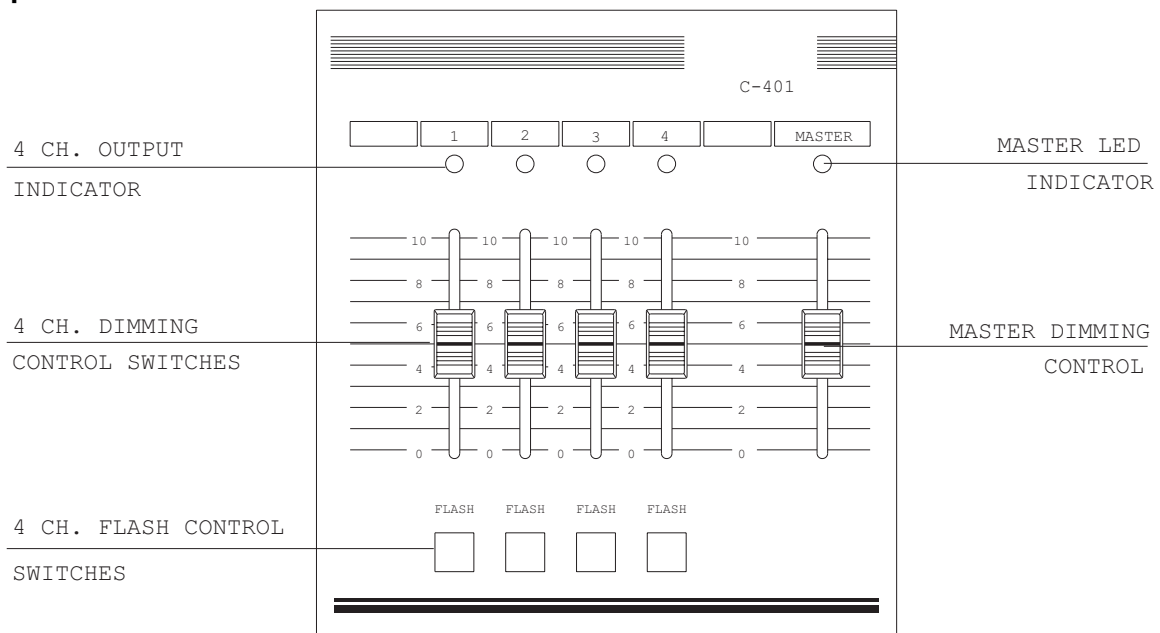 C-401
1 2 3 4 MASTER
4 CH. OUTPUT
INDICATOR
MASTER LED
INDICATOR
10 10 10 10 10
8 8 8 8 8
6 6 6 6 6
4 CH. DIMMING
CONTROL SWITCHES
MASTER DIMMING
CONTROL
4 4 4 4 4
2 2 2 2 2
0 0 0 0 0
FLASH FLASH FLASH FLASH
4 CH. FLASH CONTROL
SWITCHES